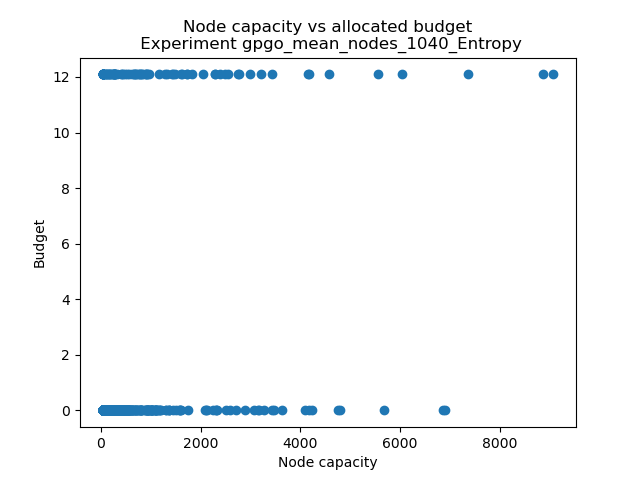 Node capacity vs allocated budget
Experiment gpgo_mean_nodes_1040_Entropy
12
10
8
6
4
2
0
Budget
0 2000 4000 6000 8000
Node capacity